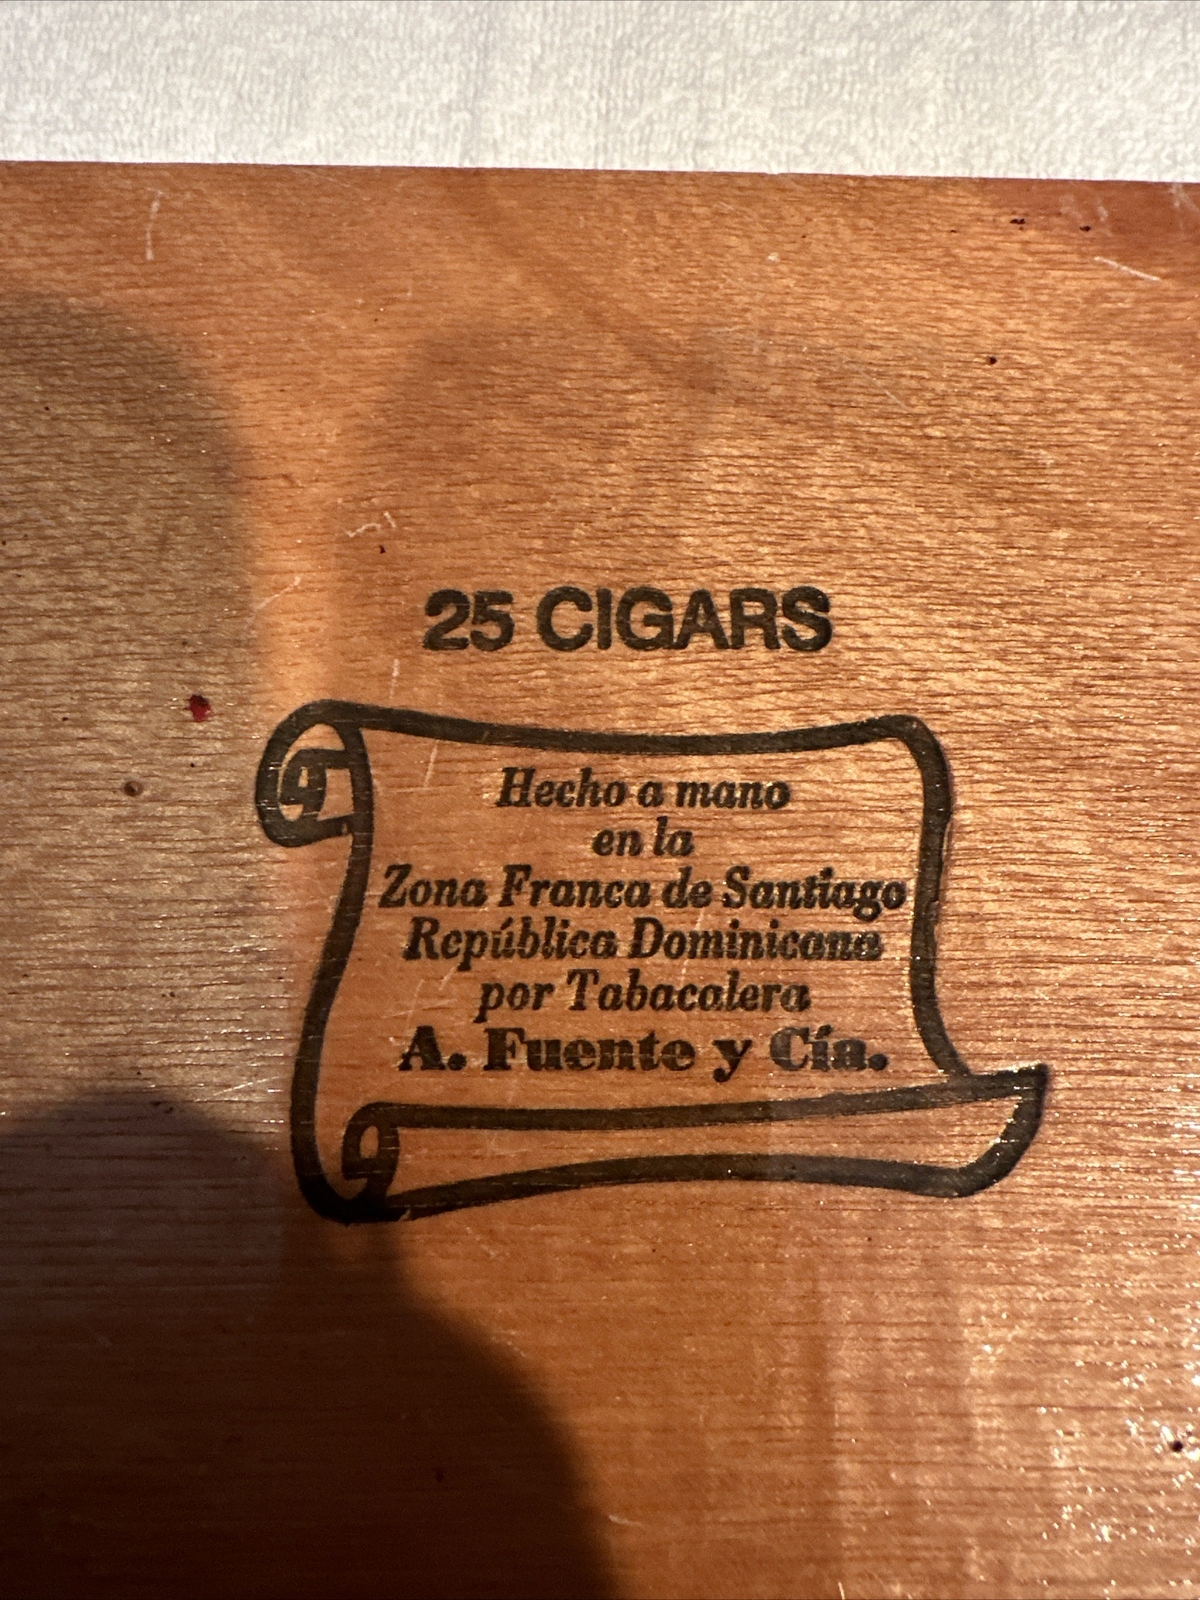 25 CIGARS
Hecho a mano
en la
Zona Franca de Santiago
República Dominicana
por Tabacalera
A. Fuente y Cía.